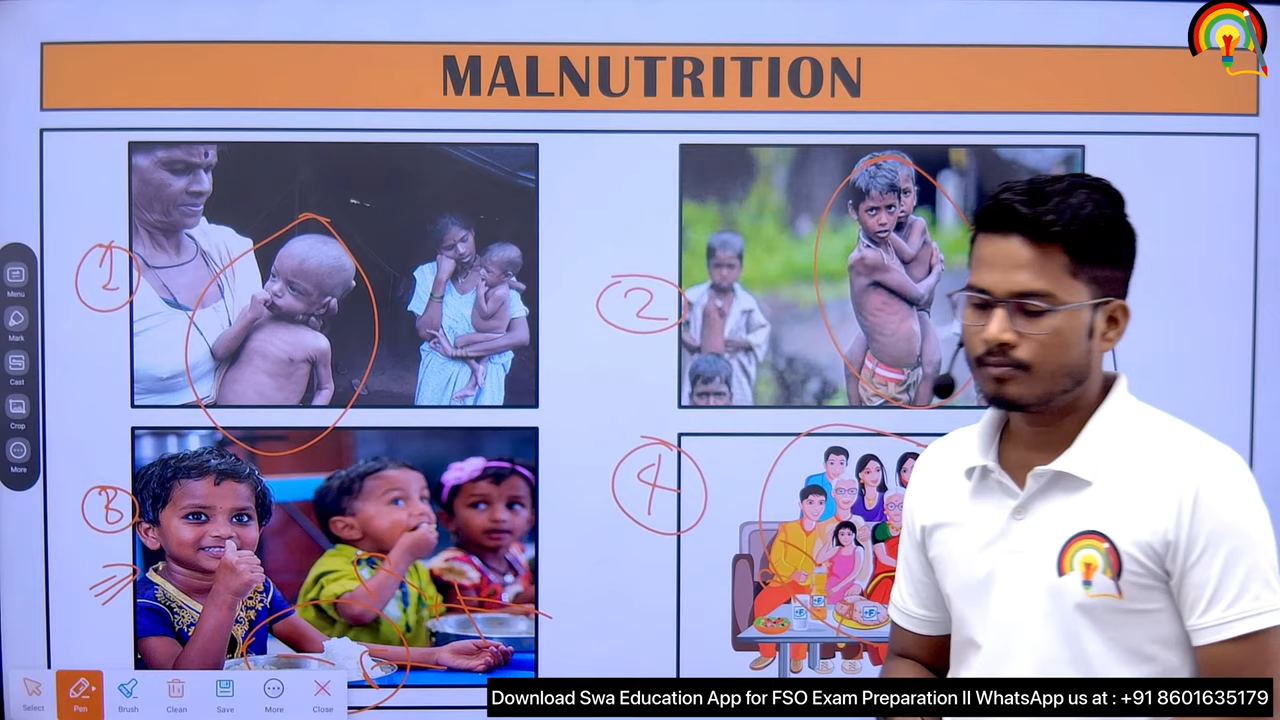 MALNUTRITION
1
2
3
4
+F
+F
Menu
Mark
Cast
Crop
More
Select
Pen
Brush
Clean
Save
More
Close
Download Swa Education App for FSO Exam Preparation II WhatsApp us at : +91 8601635179